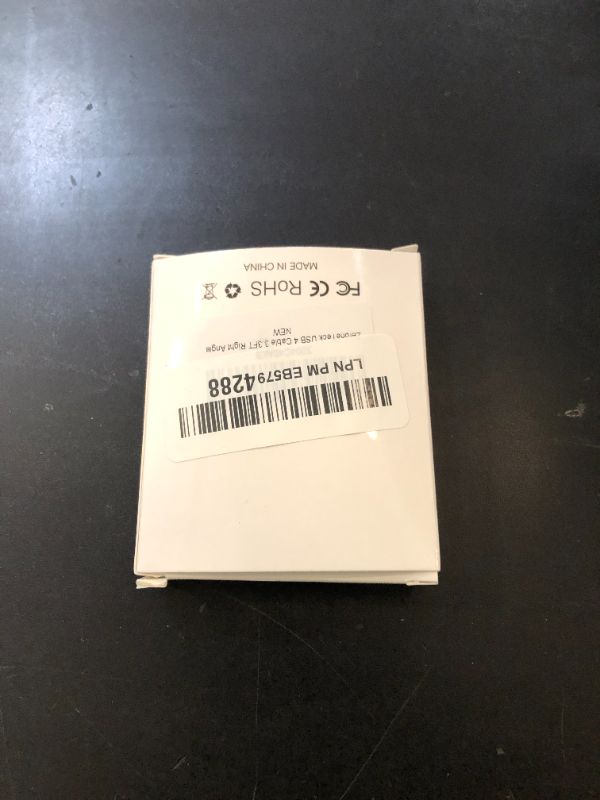 LPN PM EB5794288
USB 4 Cable 3.3FT Right Angle
NEW
FC CE RoHS
MADE IN CHINA